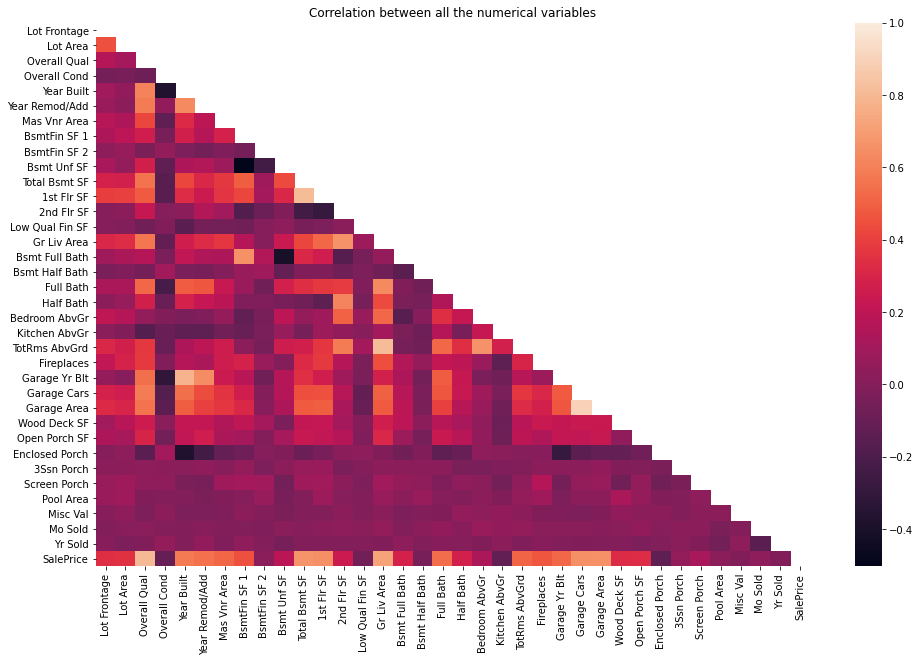 Correlation between all the numerical variables
Lot Frontage
Lot Area
Overall Qual
Overall Cond
Year Built
Year Remod/Add
Mas Vnr Area
BsmtFin SF 1
BsmtFin SF 2
Bsmt Unf SF
Total Bsmt SF
1st Flr SF
2nd Flr SF
Low Qual Fin SF
Gr Liv Area
Bsmt Full Bath
Bsmt Half Bath
Full Bath
Half Bath
Bedroom AbvGr
Kitchen AbvGr
TotRms AbvGrd
Fireplaces
Garage Yr Blt
Garage Cars
Garage Area
Wood Deck SF
Open Porch SF
Enclosed Porch
3Ssn Porch
Screen Porch
Pool Area
Misc Val
Mo Sold
Yr Sold
SalePrice
Lot Frontage
Lot Area
Overall Qual
Overall Cond
Year Built
Year Remod/Add
Mas Vnr Area
BsmtFin SF 1
BsmtFin SF 2
Bsmt Unf SF
Total Bsmt SF
1st Flr SF
2nd Flr SF
Low Qual Fin SF
Gr Liv Area
Bsmt Full Bath
Bsmt Half Bath
Full Bath
Half Bath
Bedroom AbvGr
Kitchen AbvGr
TotRms AbvGrd
Fireplaces
Garage Yr Blt
Garage Cars
Garage Area
Wood Deck SF
Open Porch SF
Enclosed Porch
3Ssn Porch
Screen Porch
Pool Area
Misc Val
Mo Sold
Yr Sold
SalePrice
1.0
0.8
0.6
0.4
0.2
0.0
−0.2
−0.4